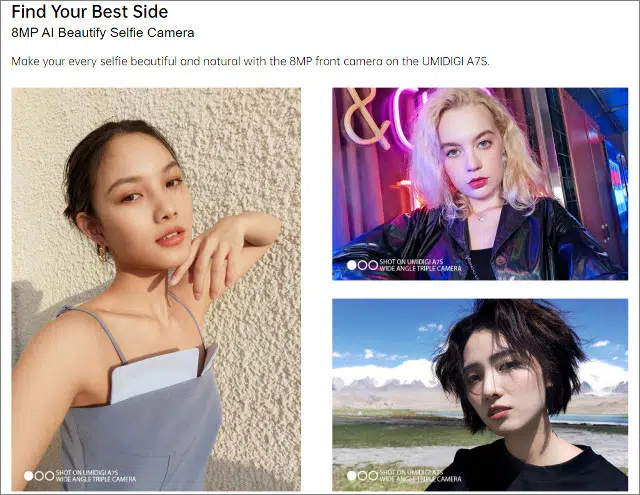 Find Your Best Side
8MP AI Beautify Selfie Camera
Make your every selfie beautiful and natural with the 8MP front camera on the UMIDIGI A7S.
&
SHOT ON UMIDIGI A7S
WIDE ANGLE TRIPLE CAMERA
SHOT ON UMIDIGI A7S
WIDE ANGLE TRIPLE CAMERA
SHOT ON UMIDIGI A7S
WIDE ANGLE TRIPLE CAMERA